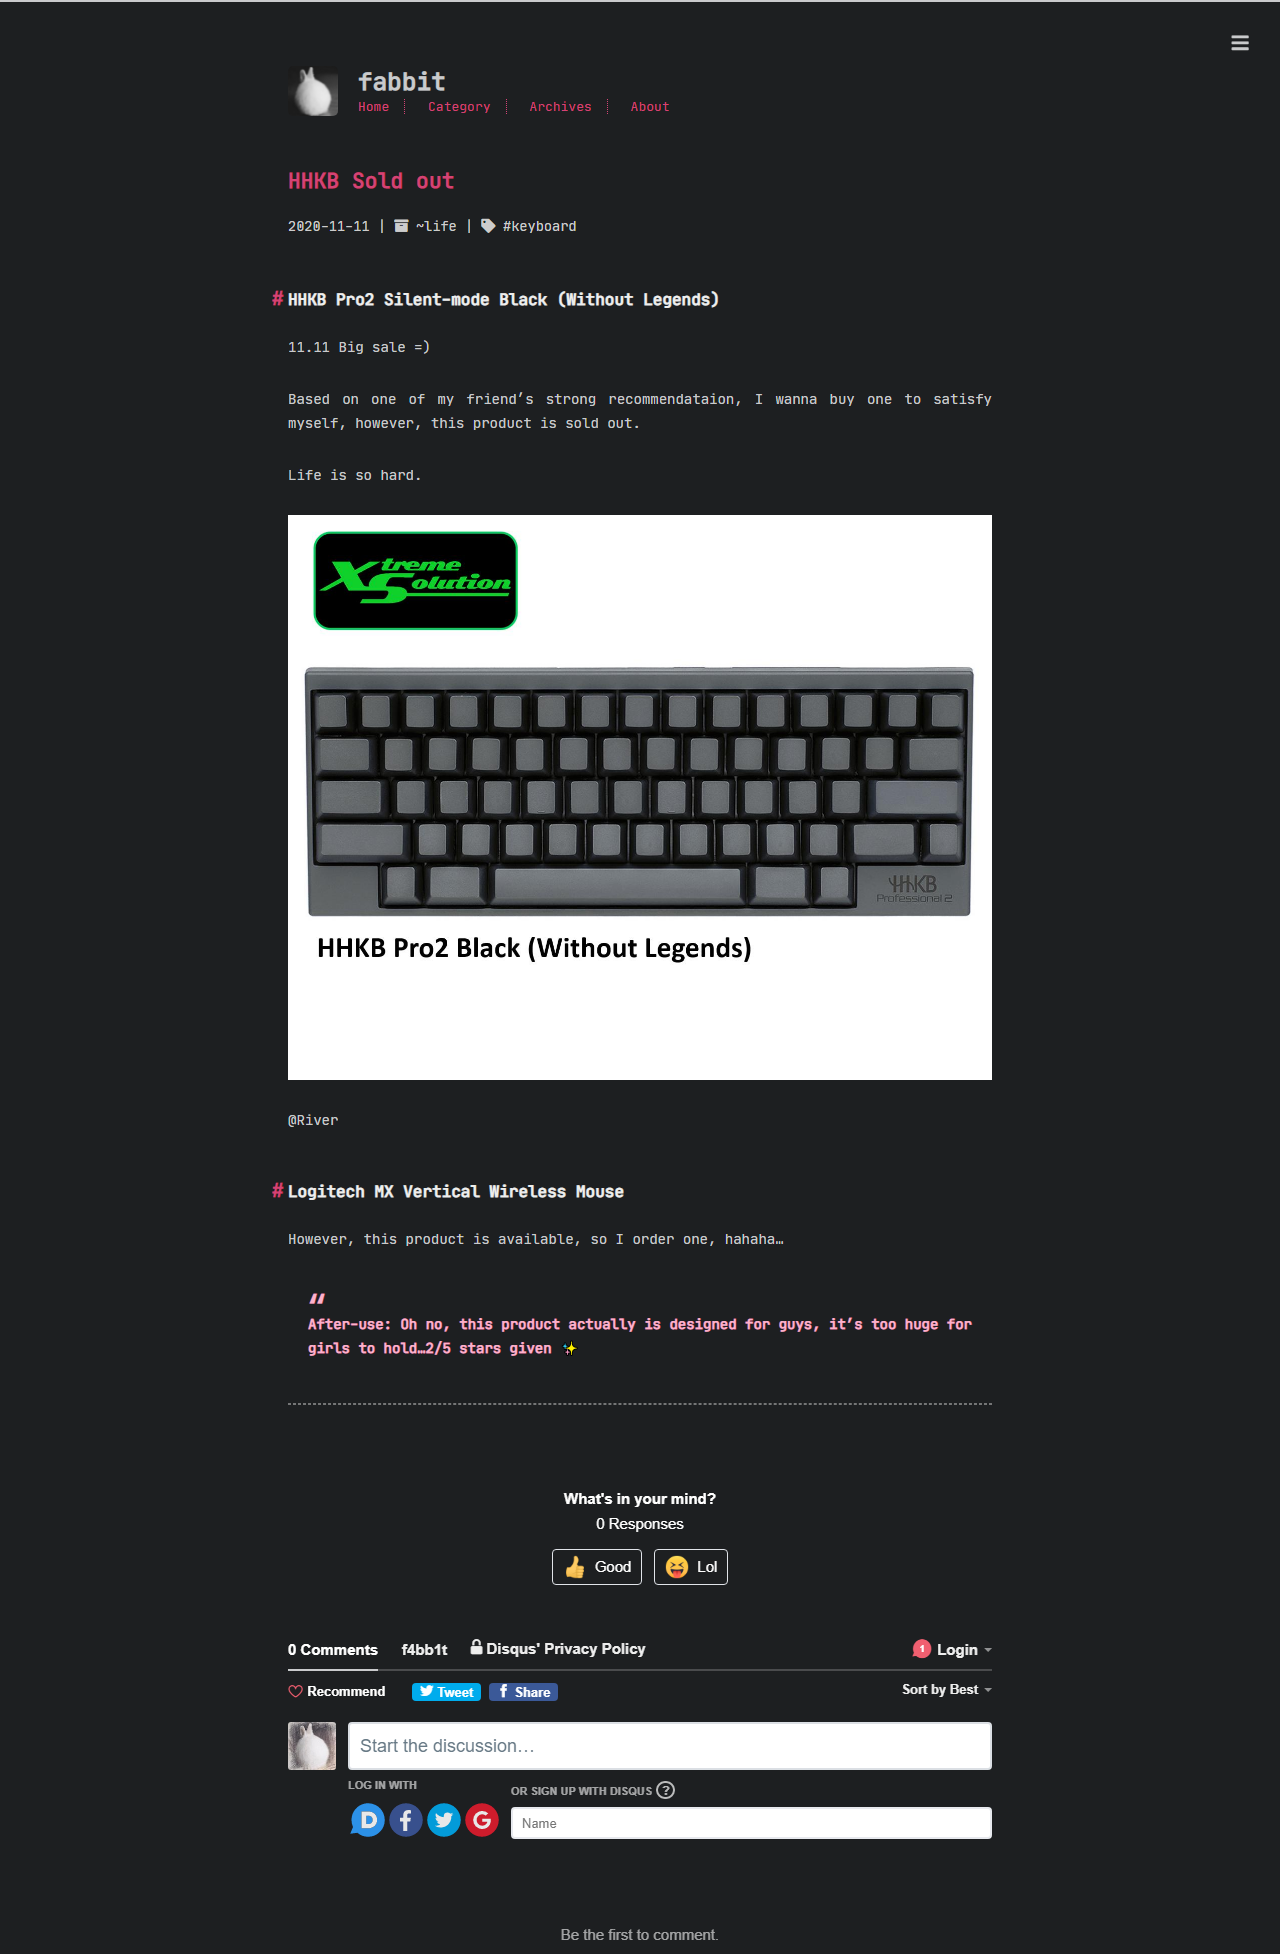 fabbit
Home
Category
Archives
About
HHKB Sold out
2020-11-11 | ~life | #keyboard
#HHKB Pro2 Silent-mode Black (Without Legends)
11.11 Big sale =)
Based on one of my friend’s strong recommendataion, I wanna buy one to satisfy
myself, however, this product is sold out.
Life is so hard.
Xtreme
Solution
HHKB
Professional 2
HHKB Pro2 Black (Without Legends)
@River
#Logitech MX Vertical Wireless Mouse
However, this product is available, so I order one, hahaha…
“
After-use: Oh no, this product actually is designed for guys, it’s too huge for
girls to hold…2/5 stars given ✨
What's in your mind?
0 Responses
👍 Good
😝 Lol
0 Comments
f4bb1t
Disqus' Privacy Policy
1 Login
Recommend
Tweet
f Share
Sort by Best
Start the discussion…
LOG IN WITH
OR SIGN UP WITH DISQUS ?
D f G
Name
Be the first to comment.